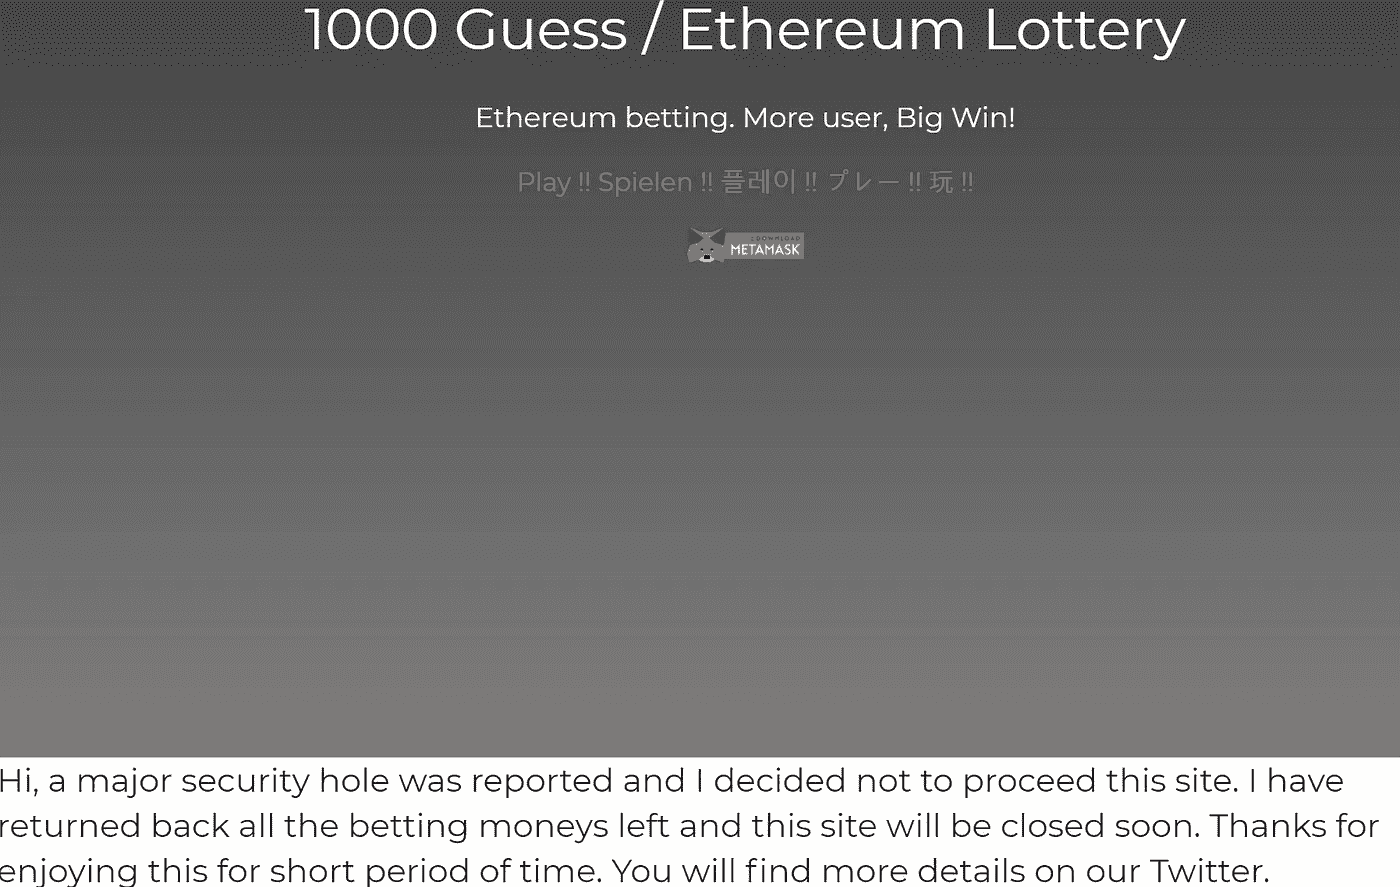 1000 Guess / Ethereum Lottery
Ethereum betting. More user, Big Win!
Play !! Spielen !! 플레이 !! プレー !! 玩 !!
DOWNLOAD
METAMASK
Hi, a major security hole was reported and I decided not to proceed this site. I have
returned back all the betting moneys left and this site will be closed soon. Thanks for
enjoying this for short period of time. You will find more details on our Twitter.